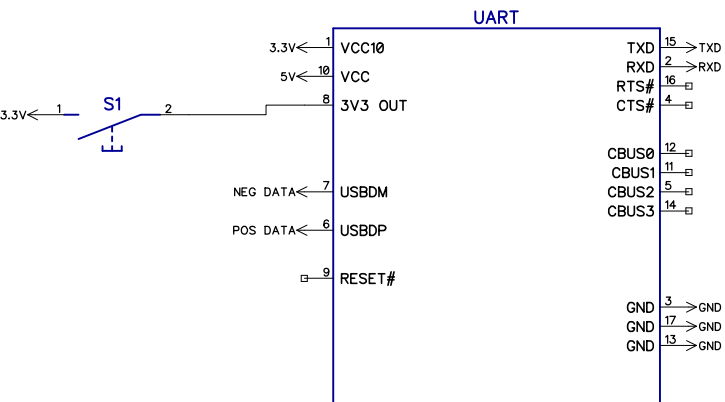 UART
3.3V 1 VCC10 TXD 15 TXD
RXD 2 RXD
5V 10 VCC
RTS# 16
3.3V 1 S1 2 8 3V3 OUT CTS# 4
CBUS0 12
CBUS1 11
NEG DATA 7 USBDM CBUS2 5
CBUS3 14
POS DATA 6 USBDP
9 RESET#
GND 3 GND
GND 17 GND
GND 13 GND